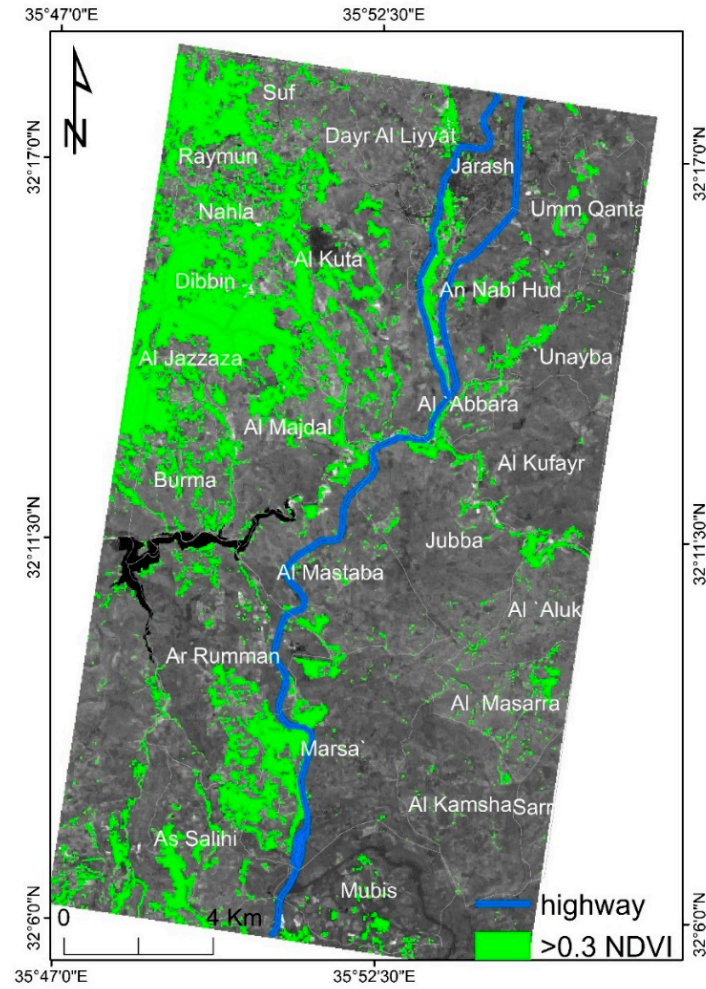 35°47'0"E
35°52'30"E
N
Suf
Dayr Al Liyyat
32°17'0"N
32°17'0"N
Raymun
Jarash
Nahla
Umm Qanta
Al Kuta
Dibbin
An Nabi Hud
Al Jazzaza
`Unayba
Al `Abbara
Al Majdal
Al Kufayr
Burma
32°11'30"N
32°11'30"N
Jubba
Al Mastaba
Al `Aluk
Ar Rumman
Al Masarra
Marsa`
Al Kamsha
Sarr
As Salihi
Mubis
32°6'0"N
32°6'0"N
0 4 Km
highway
>0.3 NDVI
35°47'0"E
35°52'30"E